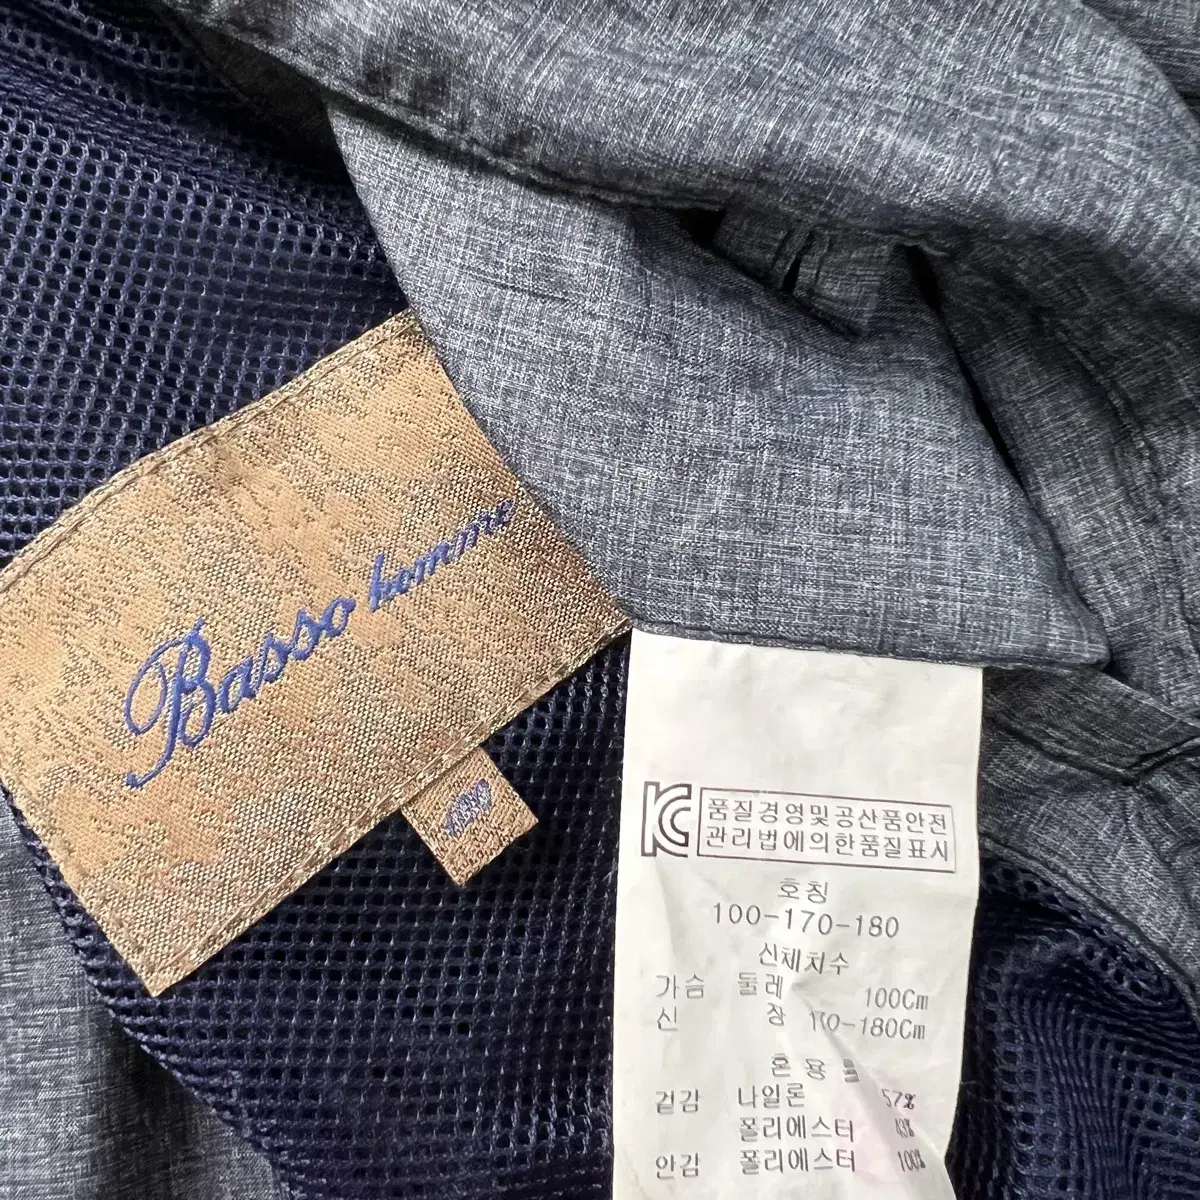 Basso homme
100
KC
품질경영및공산품안전
관리법에의한품질표시
호칭
100-170-180
신체치수
가슴 둘레 100Cm
신 장 170-180Cm
혼 용 률
겉감 나일론 57%
폴리에스터 43%
안감 폴리에스터 100%